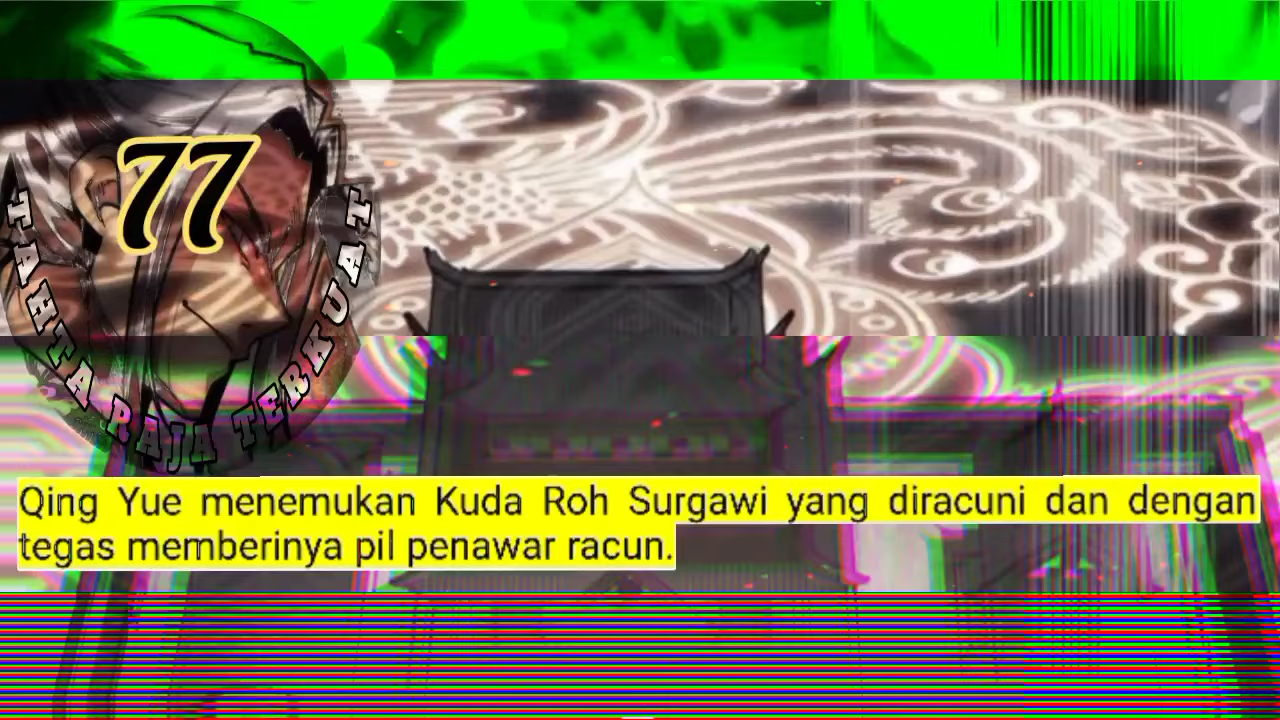 77
TAHTA RAJA TERKUAT
Qing Yue menemukan Kuda Roh Surgawi yang diracuni dan dengan
tegas memberinya pil penawar racun.